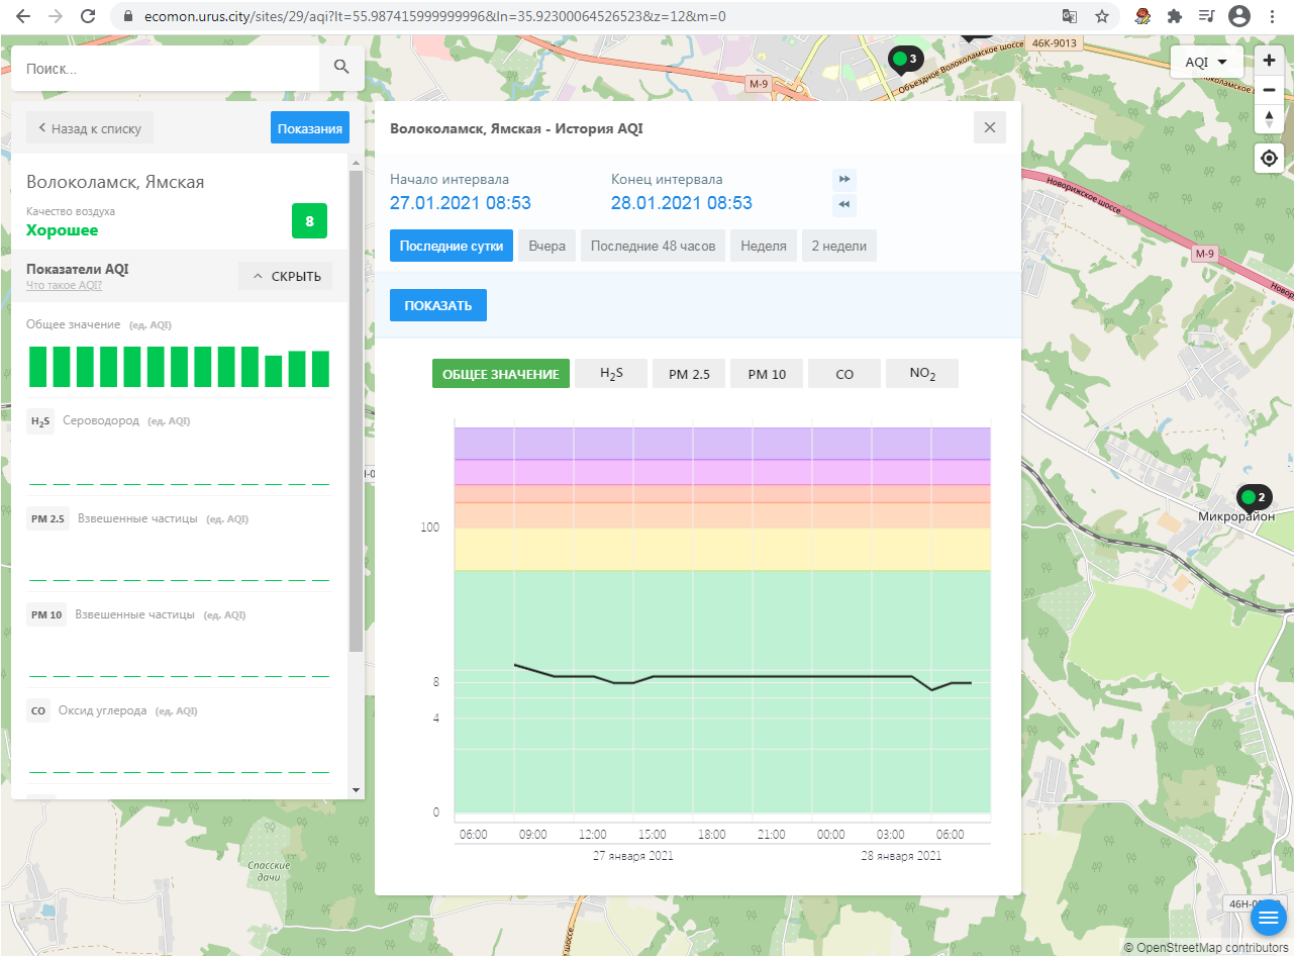 ecomon.urus.city/sites/29/aqi?lt=55.987415999999996&ln=35.92300064526523&z=12&m=0
Поиск...
46К-9013
3
Объездное Волоколамское шоссе
AQI
М-9
Назад к списку
Показания
Волоколамск, Ямская - История AQI
Волоколамск, Ямская
Качество воздуха
Хорошее
8
Начало интервала
Конец интервала
27.01.2021 08:53
28.01.2021 08:53
Новорижское шоссе
Последние сутки
Вчера
Последние 48 часов
Неделя
2 недели
М-9
Показатели AQI
Что такое AQI?
СКРЫТЬ
ПОКАЗАТЬ
Общее значение (ед. AQI)
ОБЩЕЕ ЗНАЧЕНИЕ
H2S
PM 2.5
PM 10
CO
NO2
H2S Сероводород (ед. AQI)
PM 2.5 Взвешенные частицы (ед. AQI)
PM 10 Взвешенные частицы (ед. AQI)
CO Оксид углерода (ед. AQI)
100
8
4
0
06:00 09:00 12:00 15:00 18:00 21:00 00:00 03:00 06:00
27 января 2021
28 января 2021
2
Микрорайон
Спасские
дачи
шоссе
© OpenStreetMap contributors